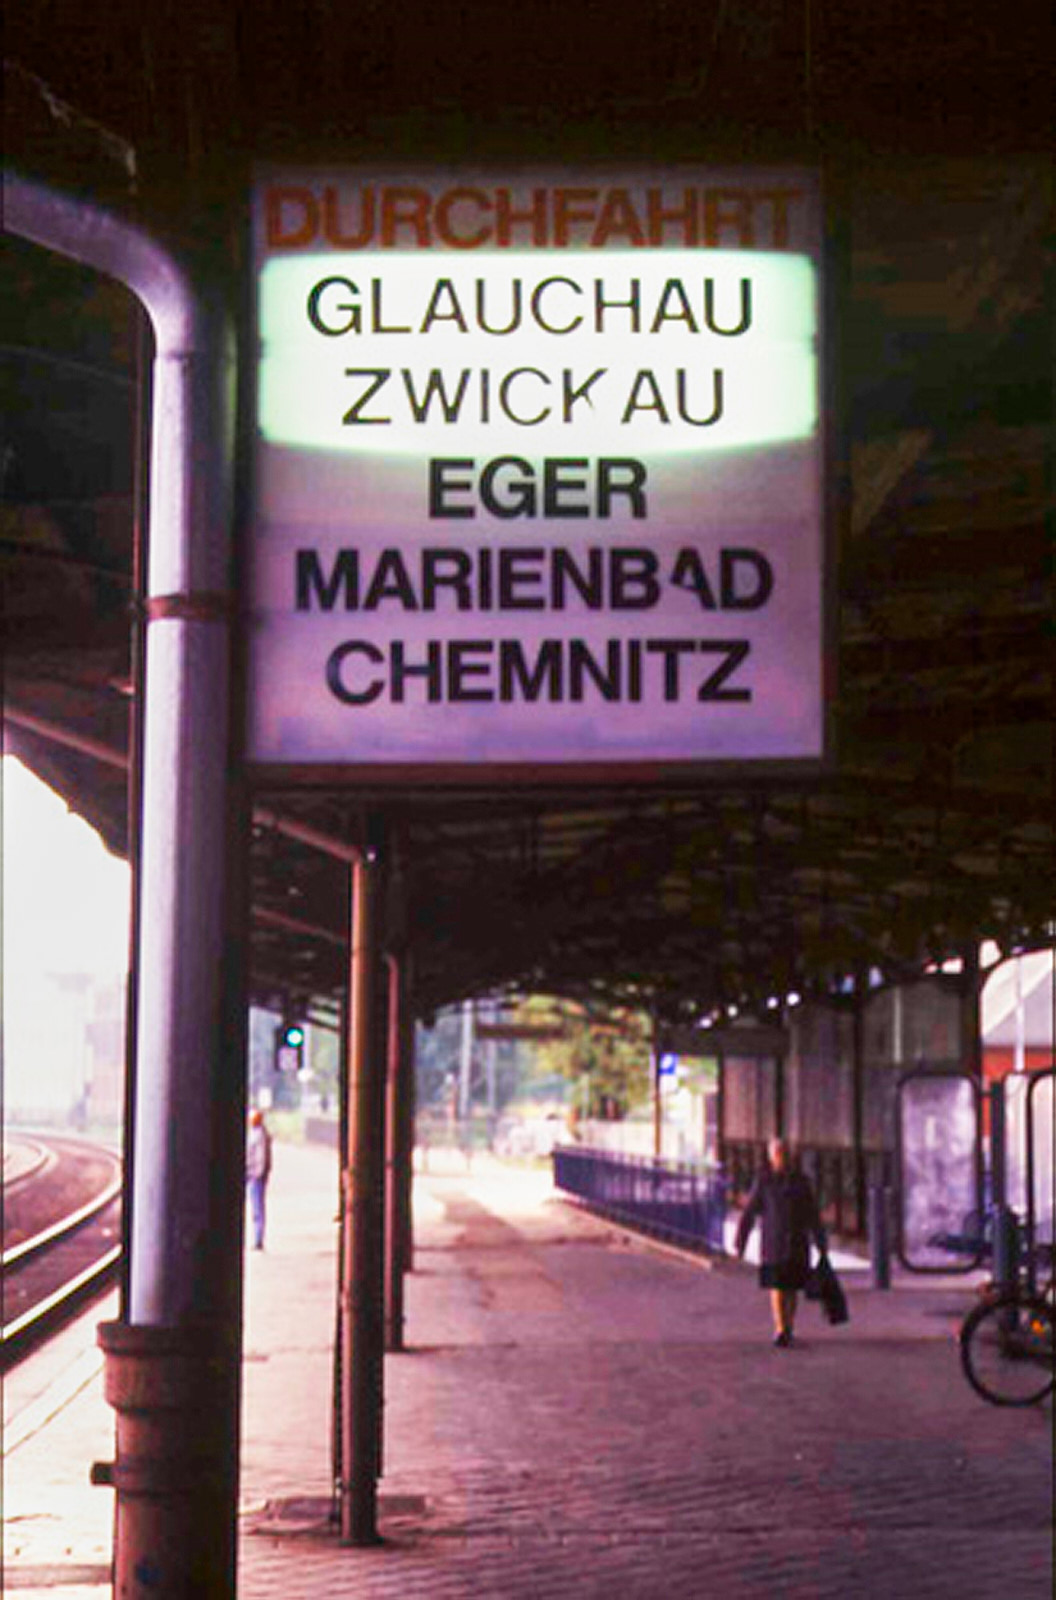 DURCHFAHRT
GLAUCHAU
ZWICKAU
EGER
MARIENBAD
CHEMNITZ